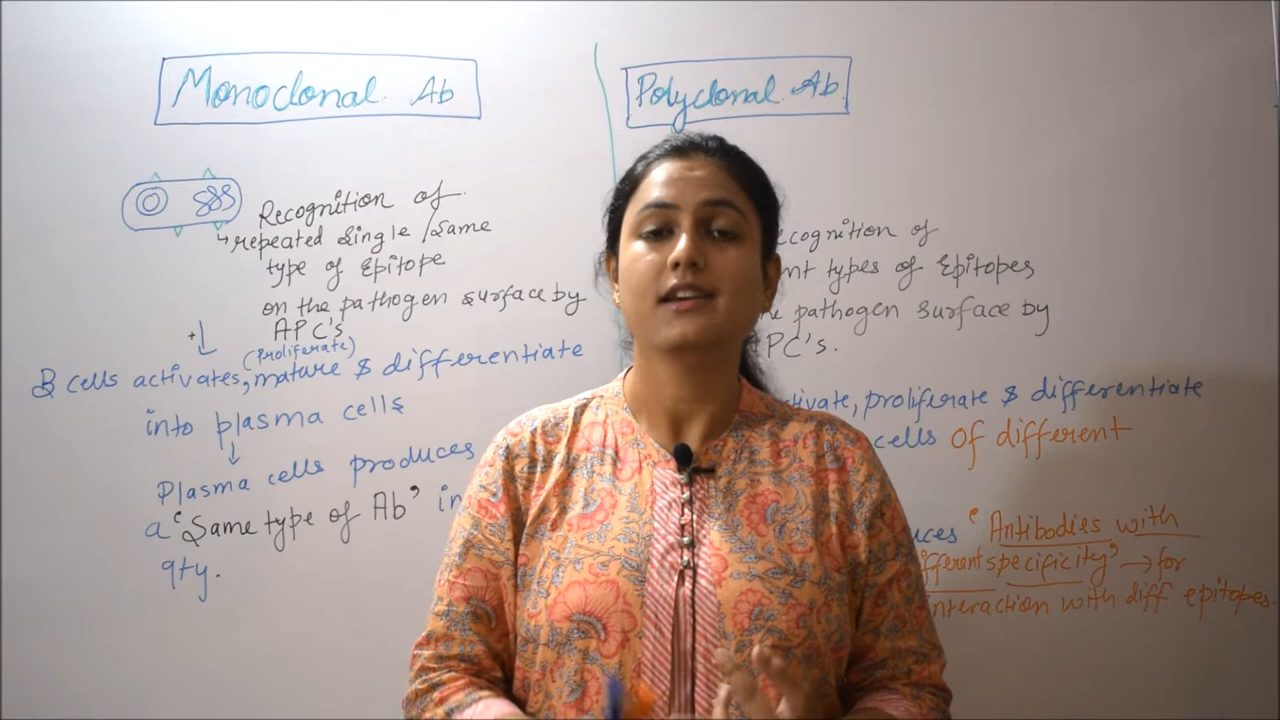 Monoclonal Ab
Recognition of
repeated single/same
type of Epitope
on the pathogen surface by
APC's
(Proliferate)
B cells activates, mature & differentiate
into plasma cells
Plasma cells produces
a 'Same type of Ab' in
qty.
Polyclonal Ab.
ecognition of
nt types of Epitopes
pathogen surface by
PC's.
ctivate, proliferate & differentiate
cells of different
uces 'Antibodies with
fferent specificity' → for
interaction with diff epitopes.